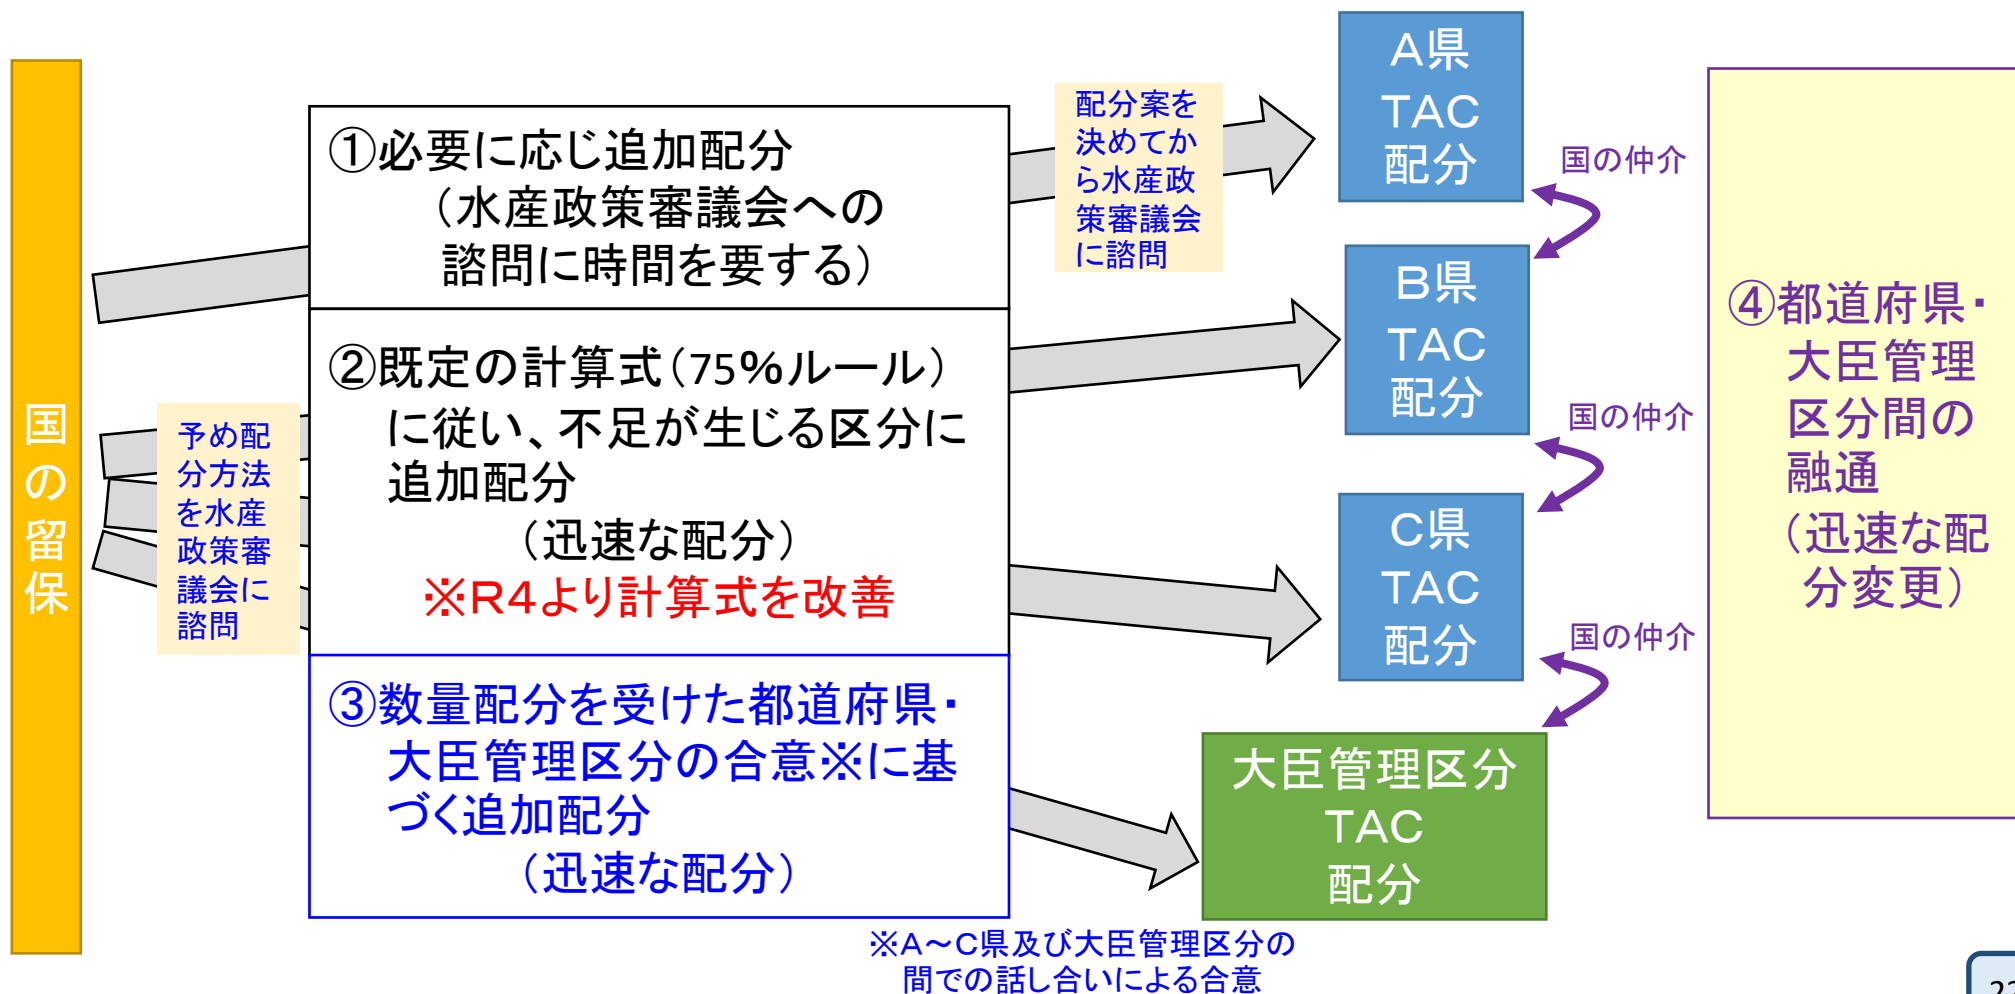 国の留保
予め配
分方法
を水産
政策審
議会に
諮問
①必要に応じ追加配分
（水産政策審議会への
諮問に時間を要する）
②既定の計算式（75％ルール）
に従い、不足が生じる区分に
追加配分
（迅速な配分）
※R4より計算式を改善
③数量配分を受けた都道府県・
大臣管理区分の合意※に基
づく追加配分
（迅速な配分）
配分案を
決めてか
ら水産政
策審議会
に諮問
A県
TAC
配分
国の仲介
B県
TAC
配分
国の仲介
C県
TAC
配分
国の仲介
大臣管理区分
TAC
配分
※A～C県及び大臣管理区分の
間での話し合いによる合意
④都道府県・
大臣管理
区分間の
融通
（迅速な配
分変更）